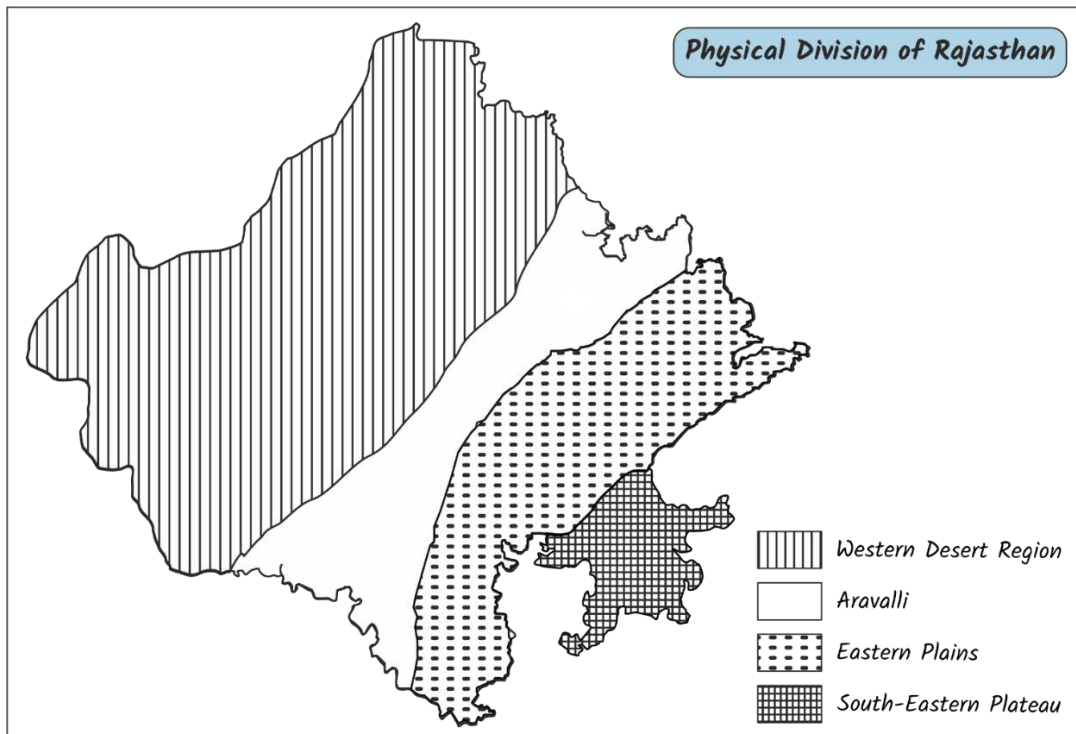 Physical Division of Rajasthan
Western Desert Region
Aravalli
Eastern Plains
South-Eastern Plateau